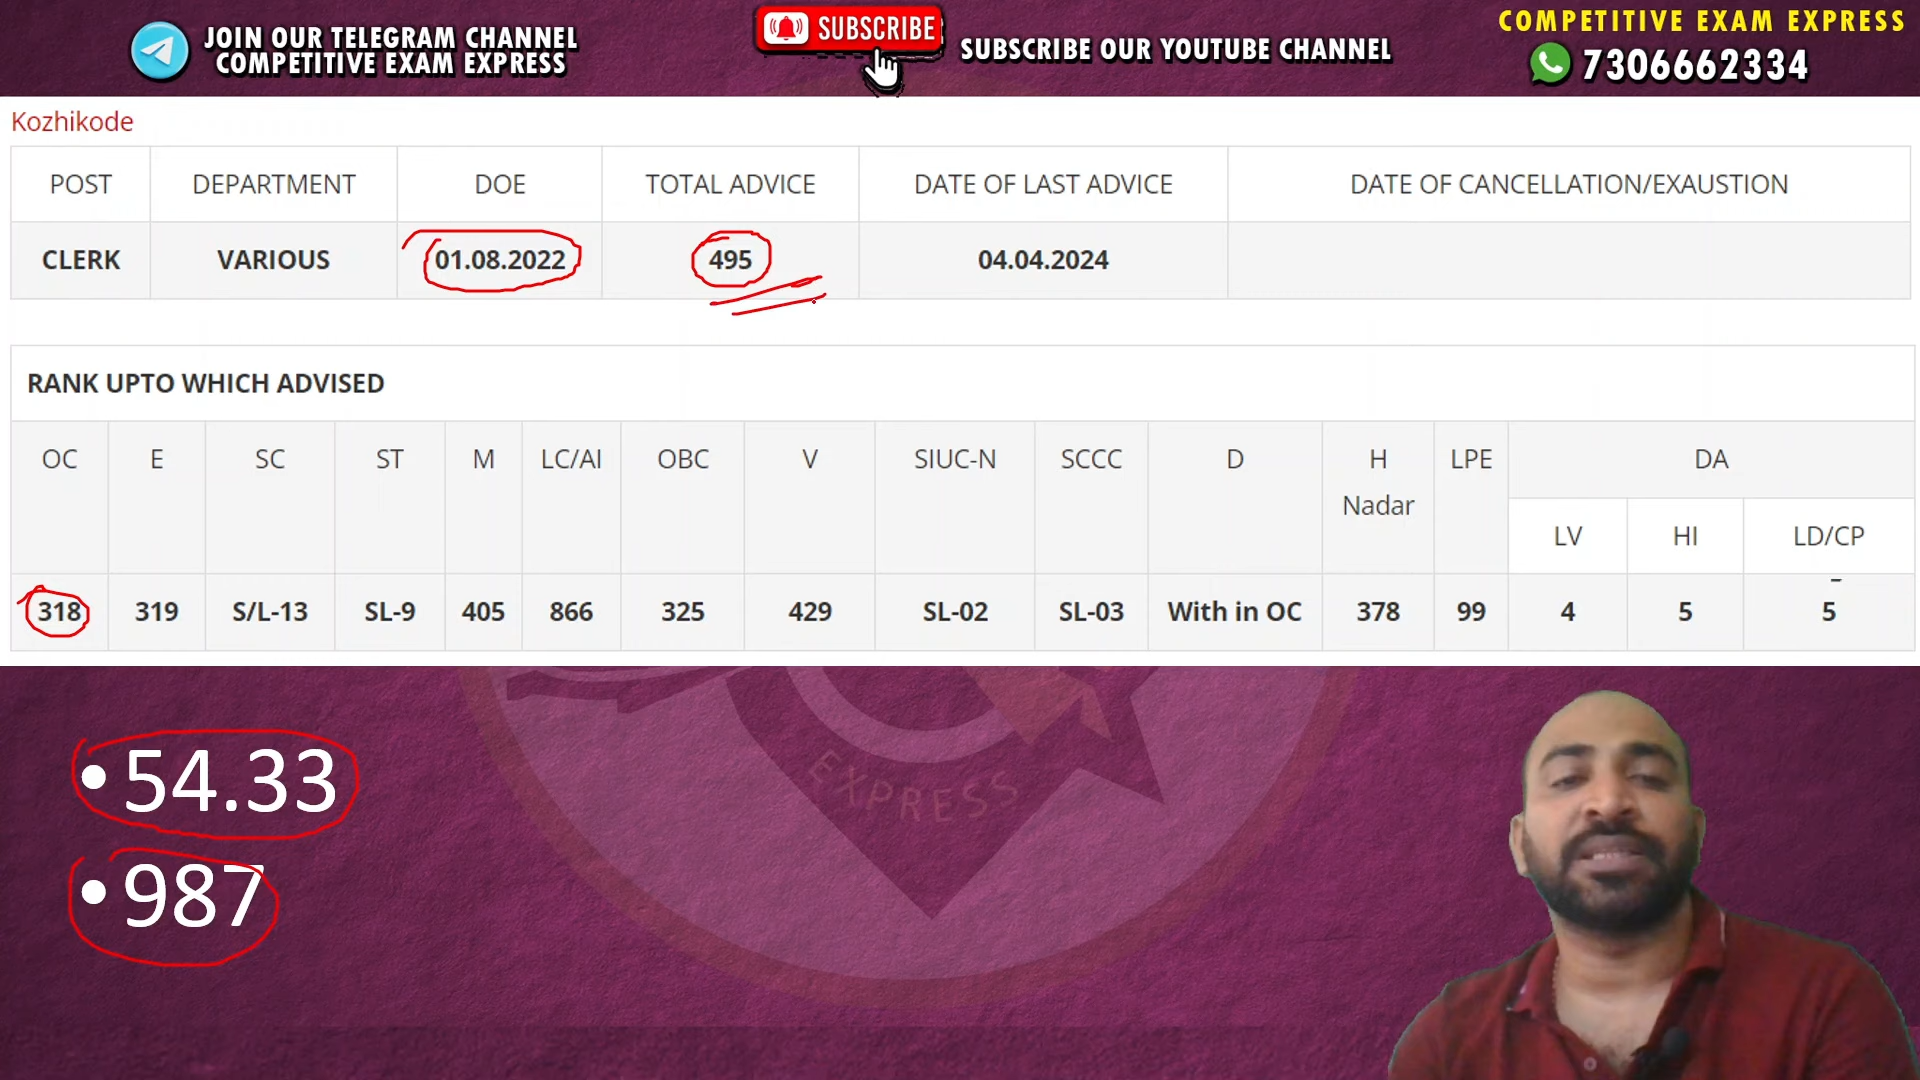 JOIN OUR TELEGRAM CHANNEL
COMPETITIVE EXAM EXPRESS
SUBSCRIBE
SUBSCRIBE OUR YOUTUBE CHANNEL
COMPETITIVE EXAM EXPRESS
7306662334
Kozhikode
POST DEPARTMENT DOE TOTAL ADVICE DATE OF LAST ADVICE DATE OF CANCELLATION/EXAUSTION
CLERK VARIOUS 01.08.2022 495 04.04.2024
RANK UPTO WHICH ADVISED
OC E SC ST M LC/AI OBC V SIUC-N SCCC D H Nadar LPE DA
LV HI LD/CP
318 319 S/L-13 SL-9 405 866 325 429 SL-02 SL-03 With in OC 378 99 4 5 5
• 54.33
• 987
EXPRESS